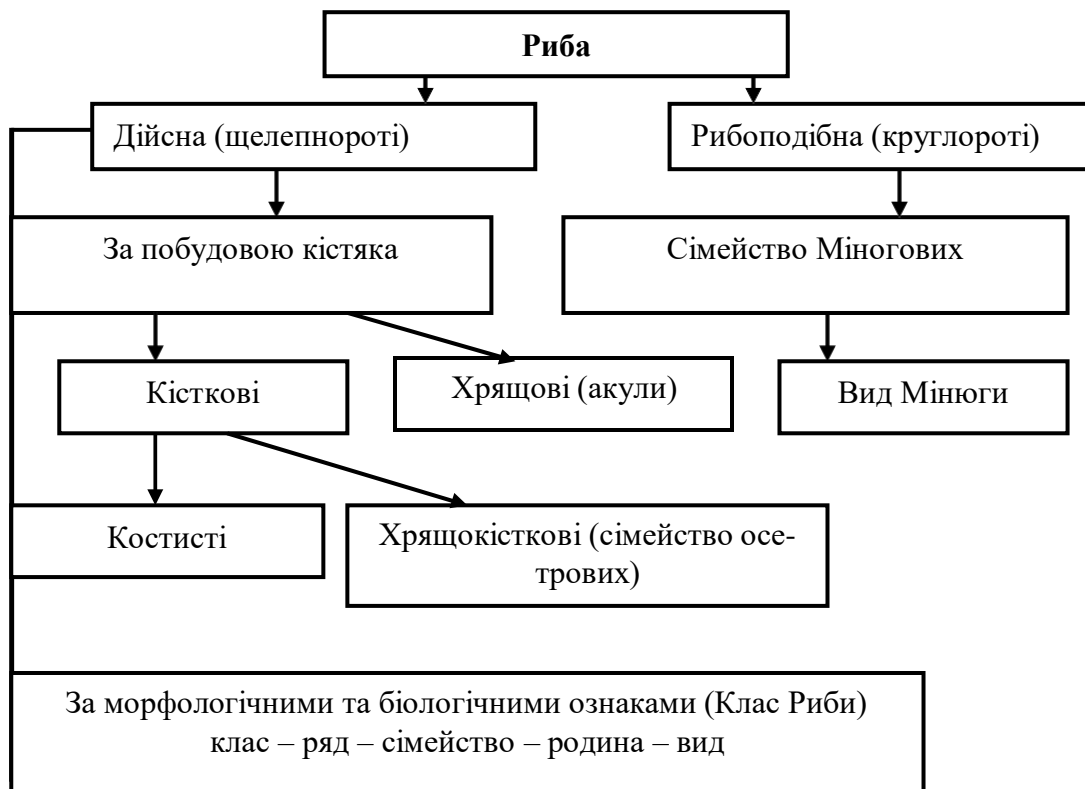 Риба
Дійсна (щелепнороті)
Рибоподібна (круглороті)
За побудовою кістяка
Сімейство Міногових
Кісткові
Хрящові (акули)
Вид Мінюги
Костисті
Хрящокісткові (сімейство осе-
трових)
За морфологічними та біологічними ознаками (Клас Риби)
клас – ряд – сімейство – родина – вид